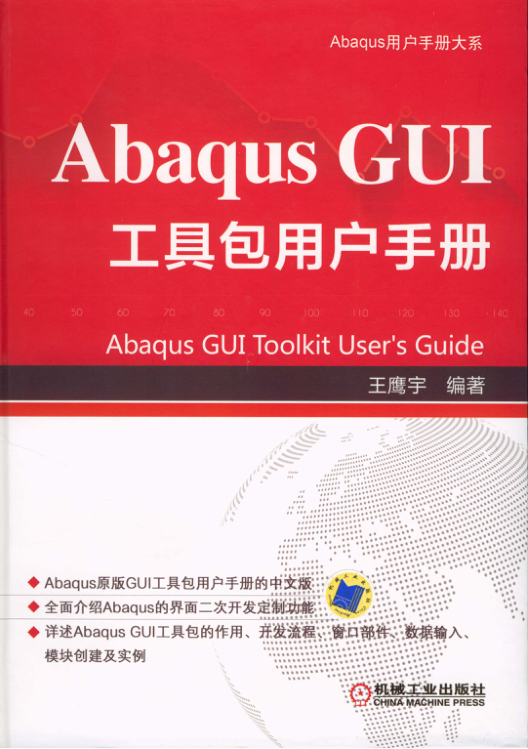 Abaqus用户手册大系
Abaqus GUI
工具包用户手册
40 50 60 70 80 90 100 110 120 130 140
Abaqus GUI Toolkit User's Guide
王鹰宇 编著
◆ Abaqus原版GUI工具包用户手册的中文版
◆ 全面介绍Abaqus的界面二次开发定制功能
◆ 详述Abaqus GUI工具包的作用、开发流程、窗口部件、数据输入、
模块创建及实例
机械工业出版社
CHINA MACHINE PRESS